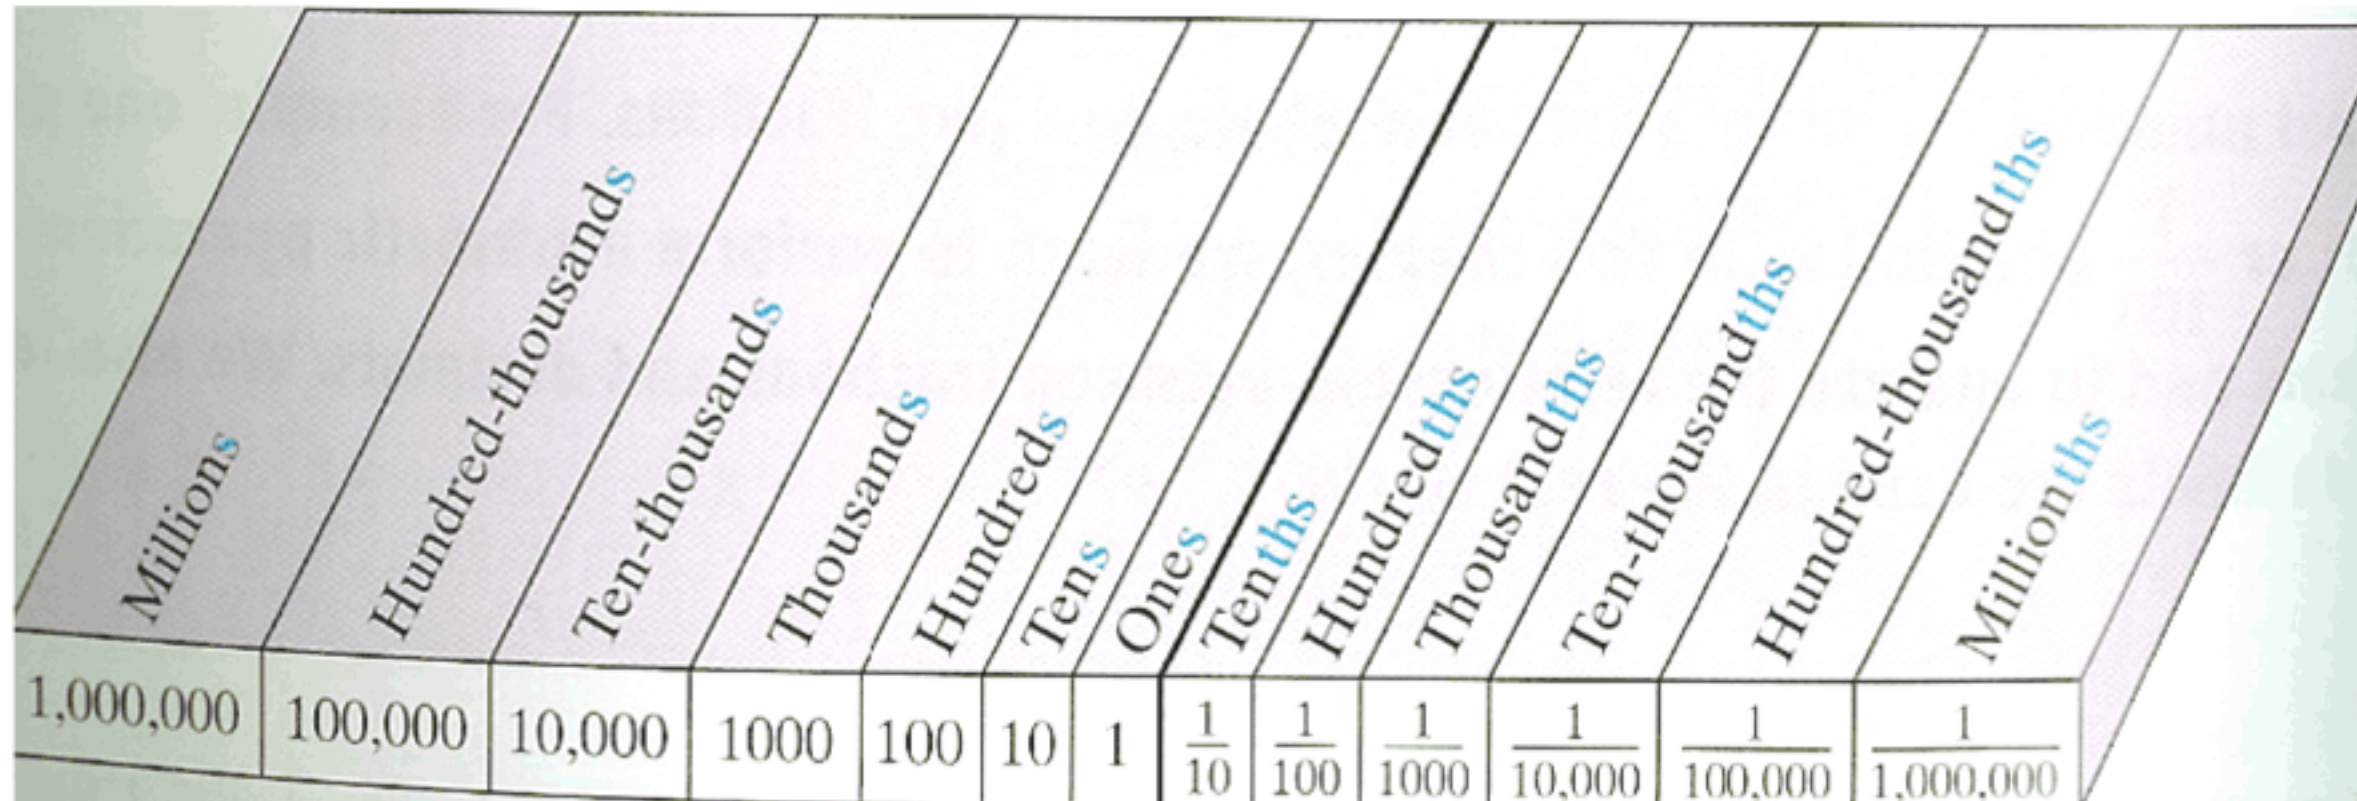 Millions
Hundred-thousands
Ten-thousands
Thousands
Hundreds
Tens
Ones
Tenths
Hundredths
Thousandths
Ten-thousandths
Hundred-thousandths
Millionths
1,000,000 100,000 10,000 1000 100 10 1 1/10 1/100 1/1000 1/10,000 1/100,000 1/1,000,000